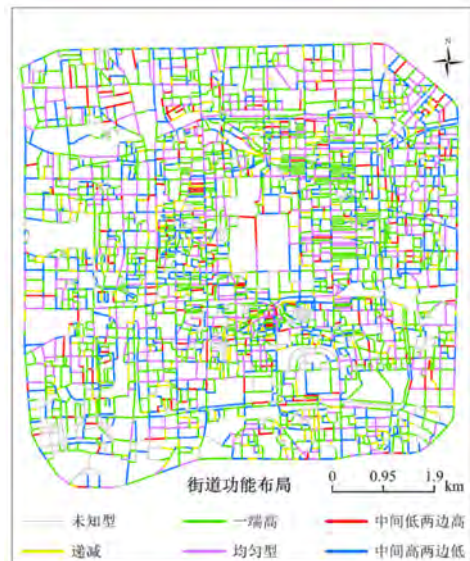 N
街道功能布局
0 0.95 1.9
km
未知型 一端高 中间低两边高
递减 均匀型 中间高两边低